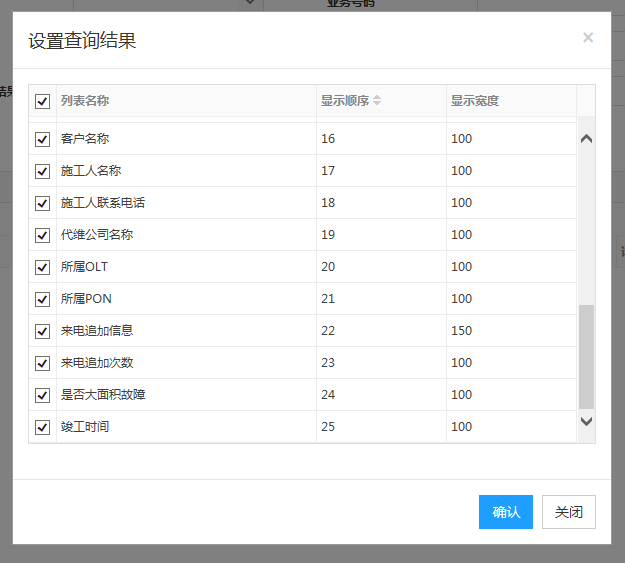 业务号码
设置查询结果
×
列表名称 显示顺序 显示宽度
客户名称 16 100
施工人名称 17 100
施工人联系电话 18 100
代维公司名称 19 100
所属OLT 20 100
所属PON 21 100
来电追加信息 22 150
来电追加次数 23 100
是否大面积故障 24 100
竣工时间 25 100
确认 关闭